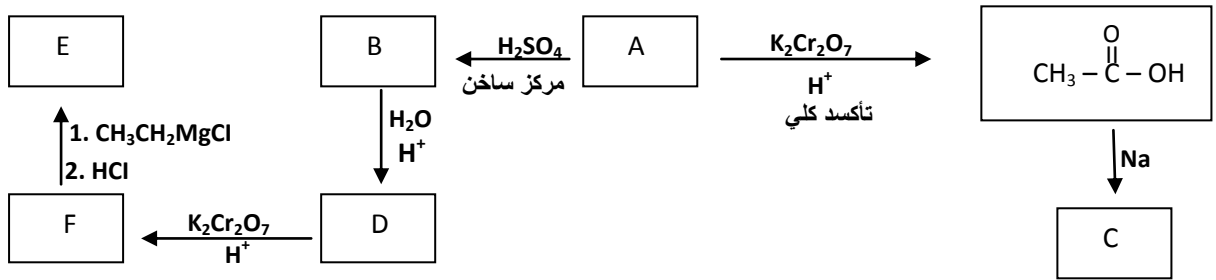 E
B
H₂SO₄
مركز ساخن
A
K₂Cr₂O₇
H⁺
تأكسد كلي
O
CH₃ – C – OH
1. CH₃CH₂MgCl
2. HCl
H₂O
H⁺
Na
F
K₂Cr₂O₇
H⁺
D
C